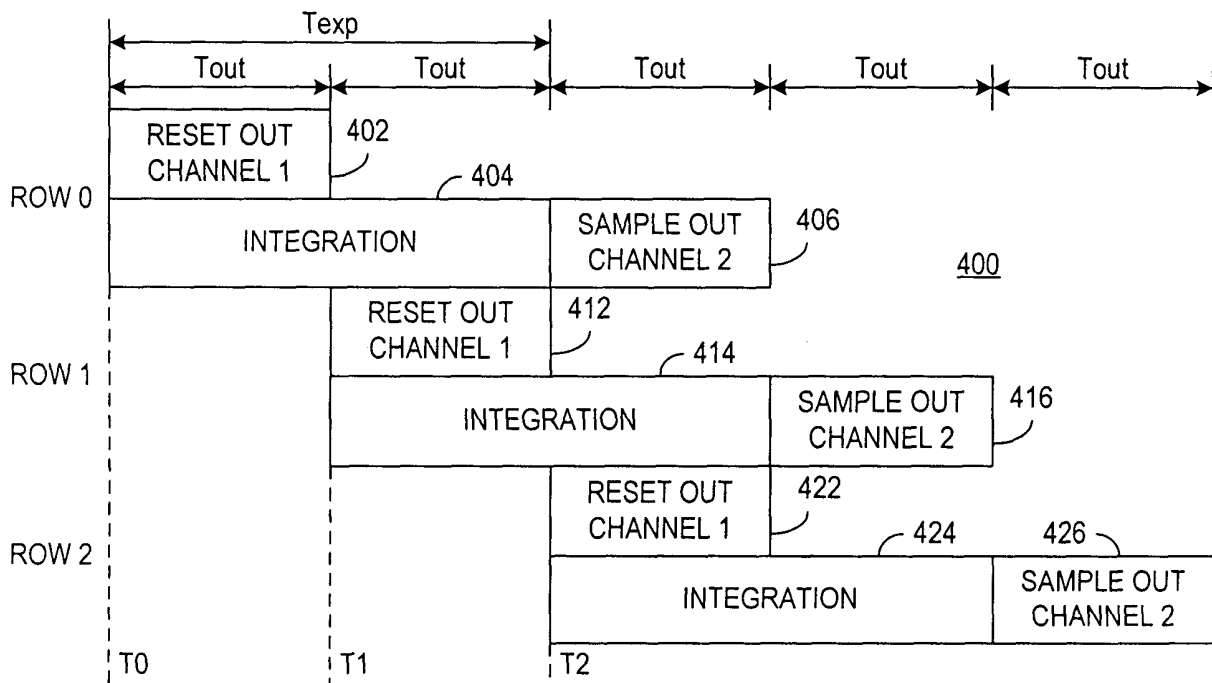 Texp
Tout Tout Tout Tout Tout
RESET OUT
CHANNEL 1
402
404
ROW 0
INTEGRATION
SAMPLE OUT
CHANNEL 2
406
400
RESET OUT
CHANNEL 1
412
414
ROW 1
INTEGRATION
SAMPLE OUT
CHANNEL 2
416
RESET OUT
CHANNEL 1
422
424
426
ROW 2
INTEGRATION
SAMPLE OUT
CHANNEL 2
T0 T1 T2